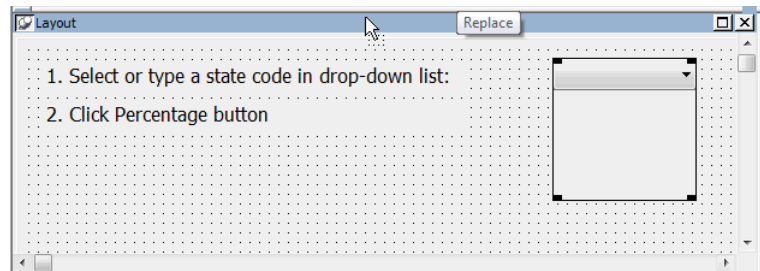 Layout
Replace
1. Select or type a state code in drop-down list:
2. Click Percentage button